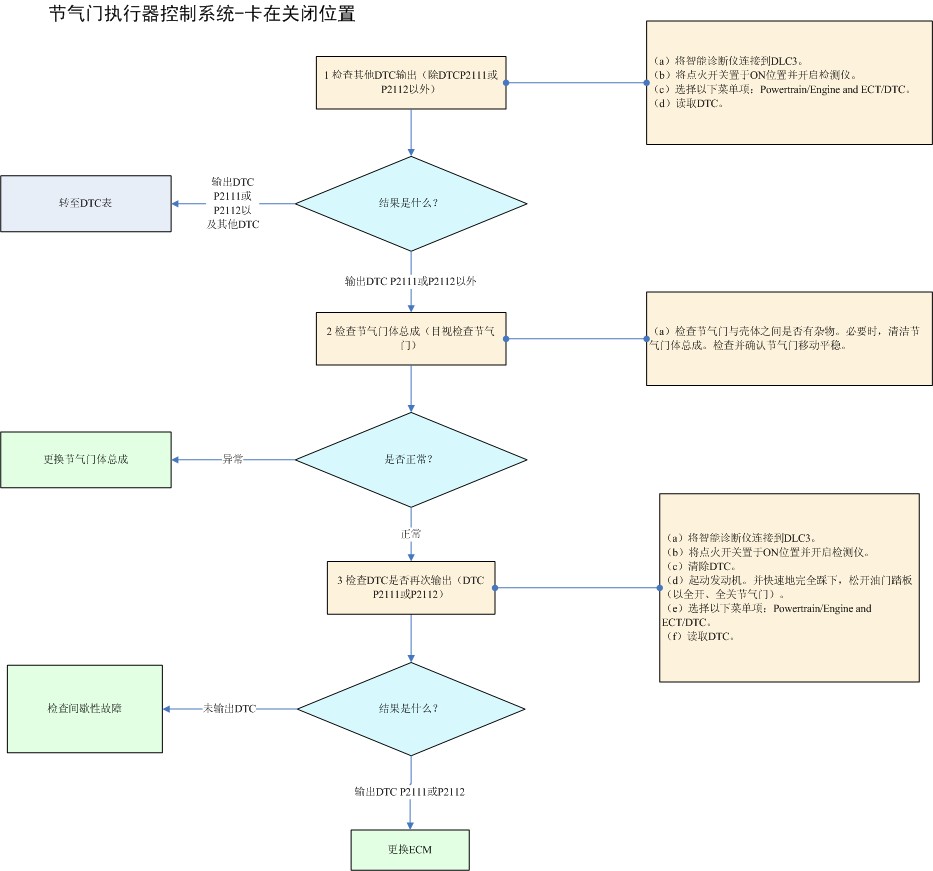 节气门执行器控制系统-卡在关闭位置
1 检查其他DTC输出（除DTCP2111或
P2112以外）
（a）将智能诊断仪连接到DLC3。
（b）将点火开关置于ON位置并开启检测仪。
（c）选择以下菜单项：Powertrain/Engine and ECT/DTC。
（d）读取DTC。
转至DTC表
输出DTC
P2111或
P2112以
及其他DTC
结果是什么？
输出DTC P2111或P2112以外
2 检查节气门体总成（目视检查节气
门）
（a）检查节气门与壳体之间是否有杂物。必要时，清洁节
气门体总成。检查并确认节气门移动平稳。
更换节气门体总成
异常
是否正常？
正常
3 检查DTC是否再次输出（DTC
P2111或P2112）
（a）将智能诊断仪连接到DLC3。
（b）将点火开关置于ON位置并开启检测仪。
（c）清除DTC。
（d）起动发动机。并快速地完全踩下，松开油门踏板
（以全开、全关节气门）。
（e）选择以下菜单项：Powertrain/Engine and
ECT/DTC。
（f）读取DTC。
检查间歇性故障
未输出DTC
结果是什么？
输出DTC P2111或P2112
更换ECM